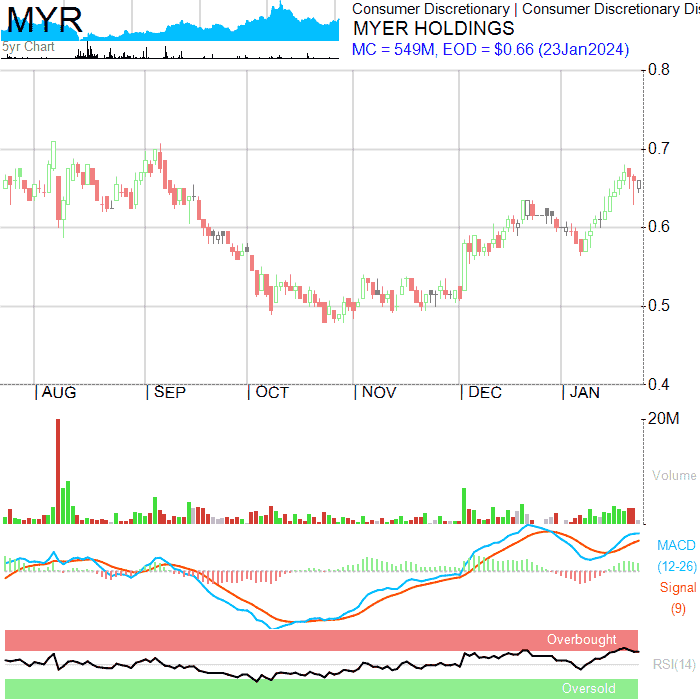 MYR
5yr Chart
Consumer Discretionary | Consumer Discretionary Dis
MYER HOLDINGS
MC = 549M, EOD = $0.66 (23Jan2024)
0.8
0.7
0.6
0.5
0.4
|AUG |SEP |OCT |NOV |DEC |JAN
20M
Volume
MACD
(12-26)
Signal
(9)
Overbought
RSI(14)
Oversold